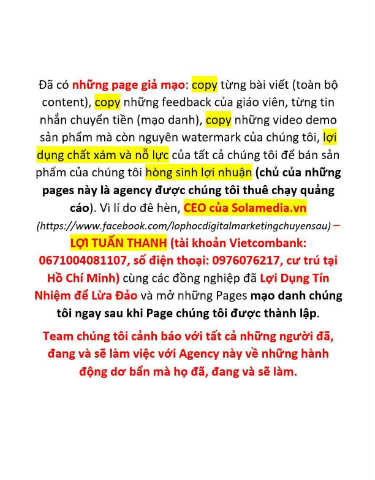 Đã có những page giả mạo: copy từng bài viết (toàn bộ
content), copy những feedback của giáo viên, từng tin
nhắn chuyển tiền (mạo danh), copy những video demo
sản phẩm mà còn nguyên watermark của chúng tôi, lợi
dụng chất xám và nỗ lực của tất cả chúng tôi để bán sản
phẩm của chúng tôi hòng sinh lợi nhuận (chủ của những
pages này là agency được chúng tôi thuê chạy quảng
cáo). Vì lí do đê hèn, CEO của Solamedia.vn
(https://www.facebook.com/lophocdigitalmarketingchuyensau) –
LỢI TUẤN THANH (tài khoản Vietcombank:
0671004081107, số điện thoại: 0976076217, cư trú tại
Hồ Chí Minh) cùng các đồng nghiệp đã Lợi Dụng Tín
Nhiệm để Lừa Đảo và mở những Pages mạo danh chúng
tôi ngay sau khi Page chúng tôi được thành lập.
Team chúng tôi cảnh báo với tất cả những người đã,
đang và sẽ làm việc với Agency này về những hành
động dơ bẩn mà họ đã, đang và sẽ làm.